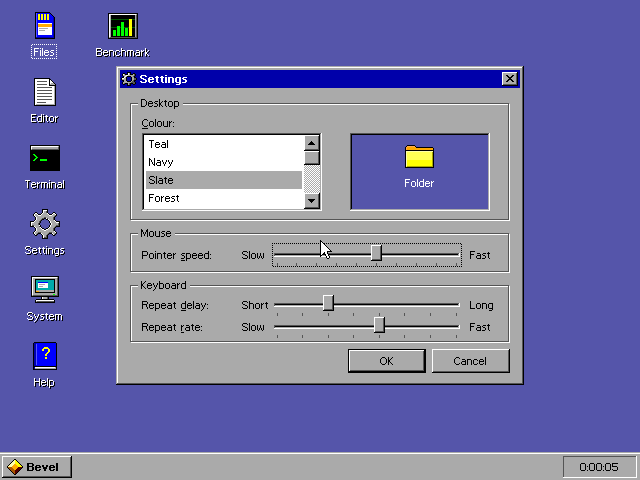 Files
Benchmark
Settings
Desktop
Colour:
Teal
Navy
Slate
Forest
Folder
Editor
Terminal
Settings
System
Help
Mouse
Pointer speed: Slow Fast
Keyboard
Repeat delay: Short Long
Repeat rate: Slow Fast
OK Cancel
Bevel
0:00:05